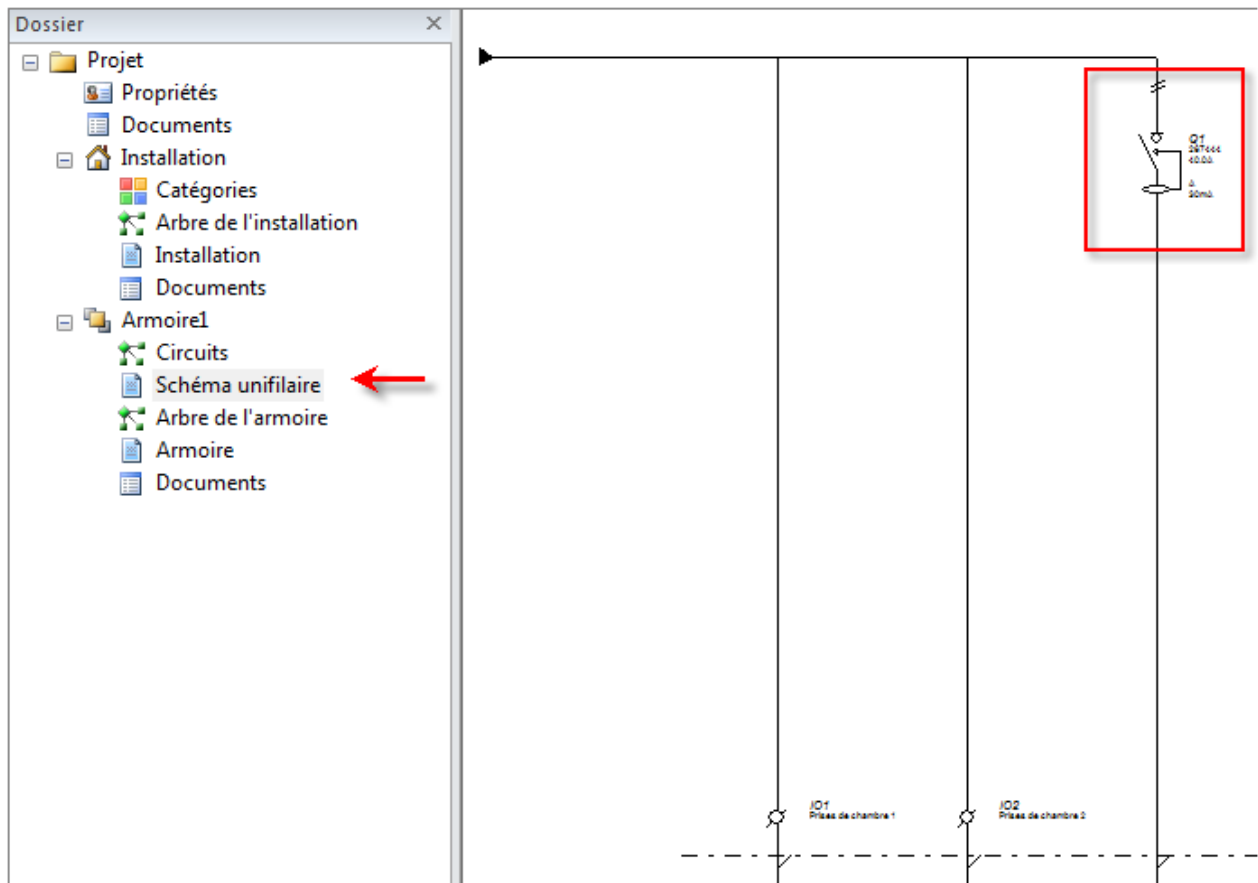 Dossier
Projet
Propriétés
Documents
Installation
Catégories
Arbre de l'installation
Installation
Documents
Armoire1
Circuits
Schéma unifilaire
Arbre de l'armoire
Armoire
Documents
Q1
30mA
JO1
Prises de chambre 1
JO2
Prises de chambre 2